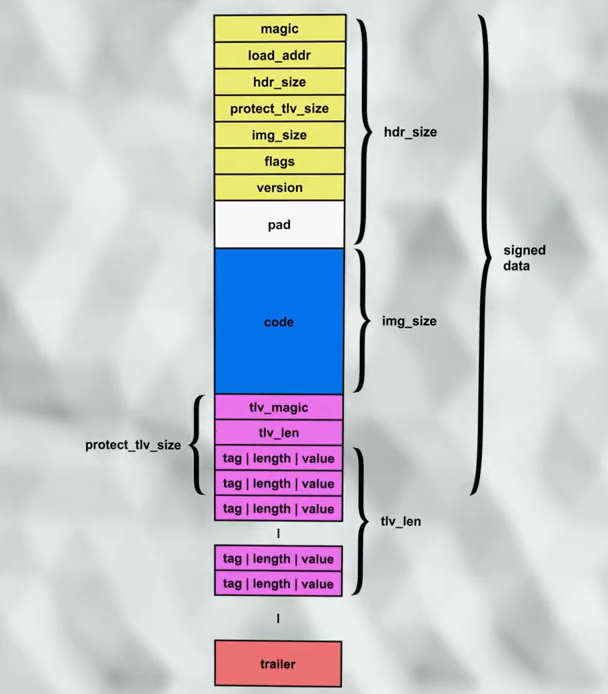 magic
load_addr
hdr_size
protect_tlv_size
img_size
flags
version
pad
hdr_size
signed
data
code
img_size
tlv_magic
tlv_len
protect_tlv_size
tag | length | value
tag | length | value
tag | length | value
tlv_len
tag | length | value
tag | length | value
trailer